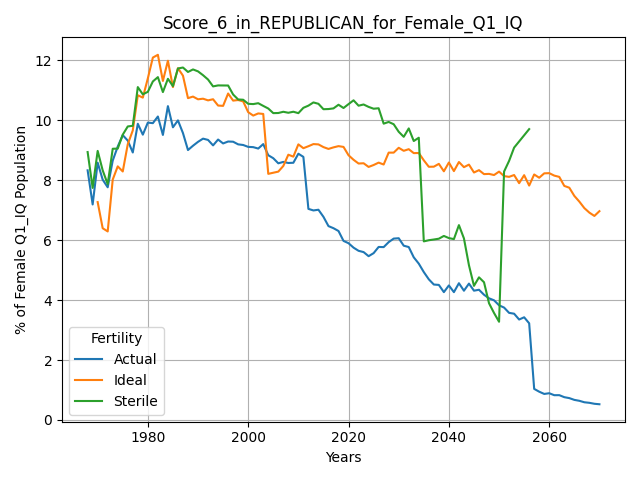 Score_6_in_REPUBLICAN_for_Female_Q1_IQ
% of Female Q1_IQ Population
12
10
8
6
4
2
0
Fertility
Actual
Ideal
Sterile
1980 2000 2020 2040 2060
Years